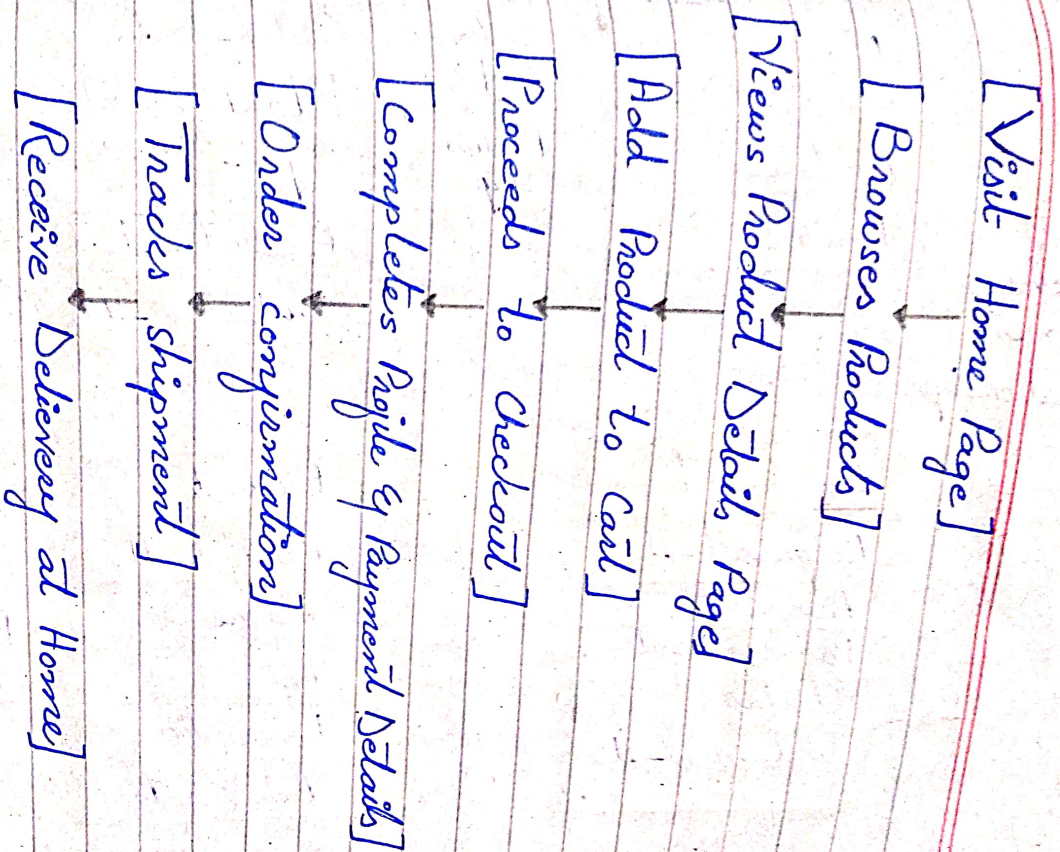 [Visit Home Page]
[Browses Products]
[Views Product Details Page]
[Add Product to Cart]
[Proceeds to Checkout]
[Completes Profile & Payment Details]
[Order confirmation]
[Tracks shipment]
[Receive Delievery at Home]